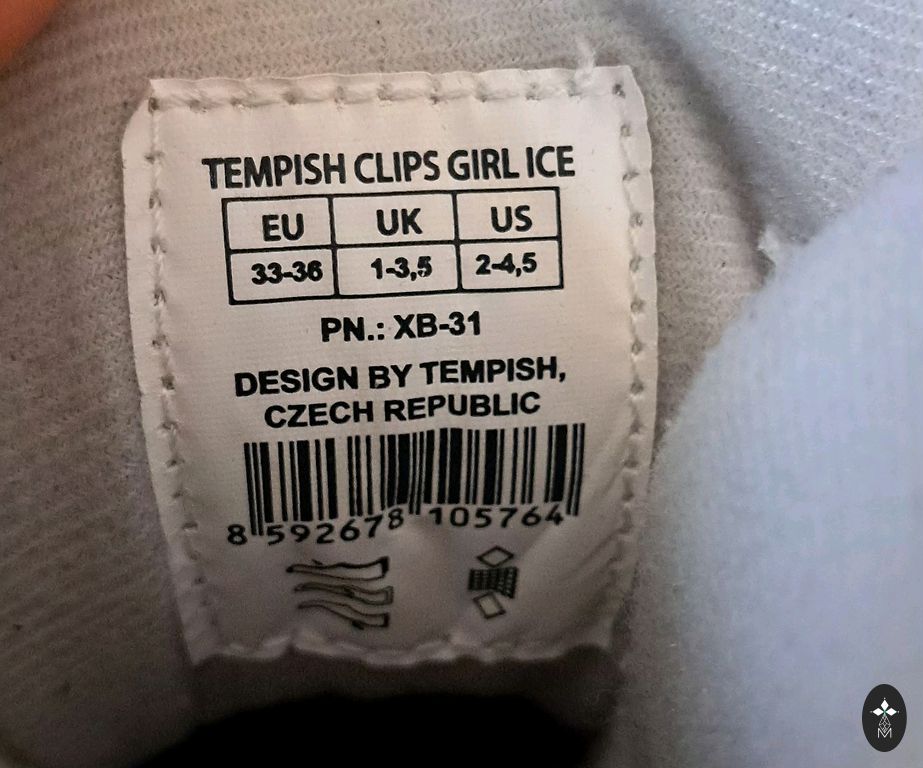 TEMPISH CLIPS GIRL ICE
EU UK US
33-36 1-3,5 2-4,5
PN.: XB-31
DESIGN BY TEMPISH,
CZECH REPUBLIC
8 592678 105764
M